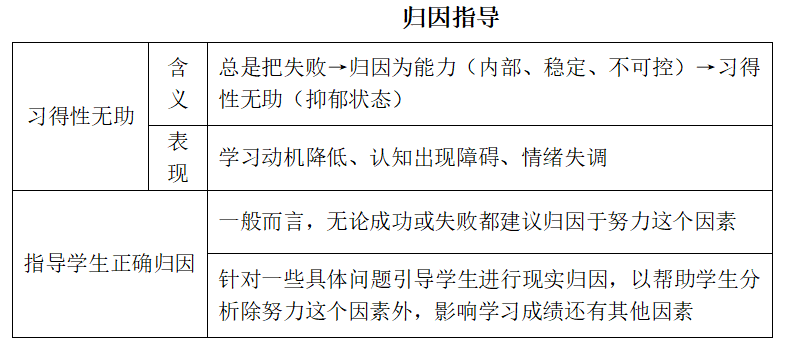 归因指导
习得性无助
含
义
总是把失败→归因为能力（内部、稳定、不可控）→习得
性无助（抑郁状态）
表
现
学习动机降低、认知出现障碍、情绪失调
指导学生正确归因
一般而言，无论成功或失败都建议归因于努力这个因素
针对一些具体问题引导学生进行现实归因，以帮助学生分
析除努力这个因素外，影响学习成绩还有其他因素